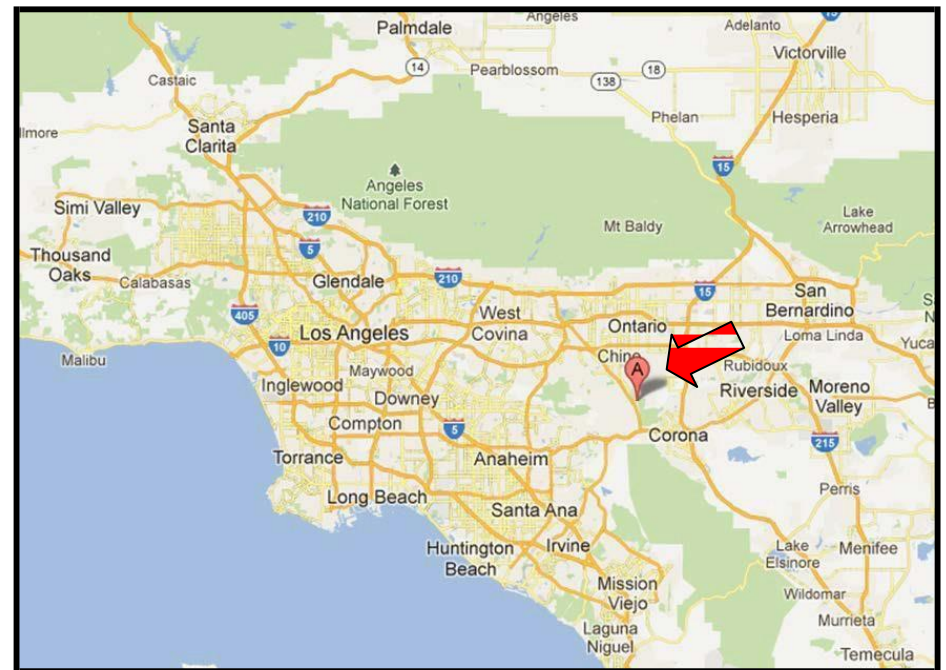 Palmdale
Angeles
Adelanto
15
Victorville
14
Pearblossom
18
138
Castaic
Phelan
Hesperia
Santa
Clarita
lmore
15
Angeles
National Forest
Simi Valley
210
Mt Baldy
Lake
Arrowhead
5
Thousand
Oaks
Calabasas
Glendale
210
15
San
Bernardino
405
West
Covina
Ontario
Los Angeles
Loma Linda
Yuca
10
Malibu
Maywood
Chino
A
Rubidoux
Inglewood
Riverside
Moreno
Valley
Downey
Compton
5
Corona
215
Torrance
Anaheim
Long Beach
Perris
Santa Ana
Huntington
Beach
Irvine
Lake
Elsinore
Menifee
Mission
Viejo
Wildomar
Murrieta
Laguna
Niguel
Temecula